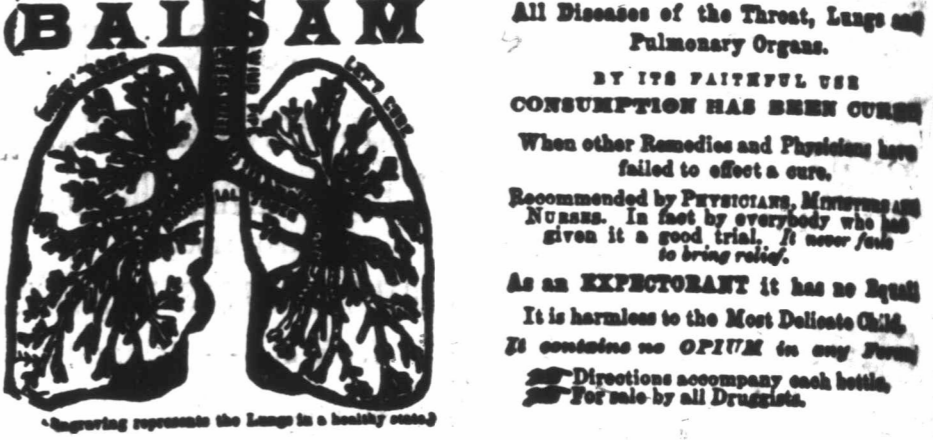 BALSAM
RIGHT LUNG
LEFT LUNG
(Engraving represents the Lungs in a healthy state.)
All Diseases of the Throat, Lungs and
Pulmonary Organs.
BY ITS FAITHFUL USE
CONSUMPTION HAS BEEN CURED
When other Remedies and Physicians have
failed to effect a cure.
Recommended by PHYSICIANS, MINISTERS AND
NURSES. In fact by everybody who has
given it a good trial. It never fails
to bring relief.
As an EXPECTORANT it has no Equal.
It is harmless to the Most Delicate Child.
It contains no OPIUM in any Form.
Directions accompany each bottle.
For sale by all Druggists.